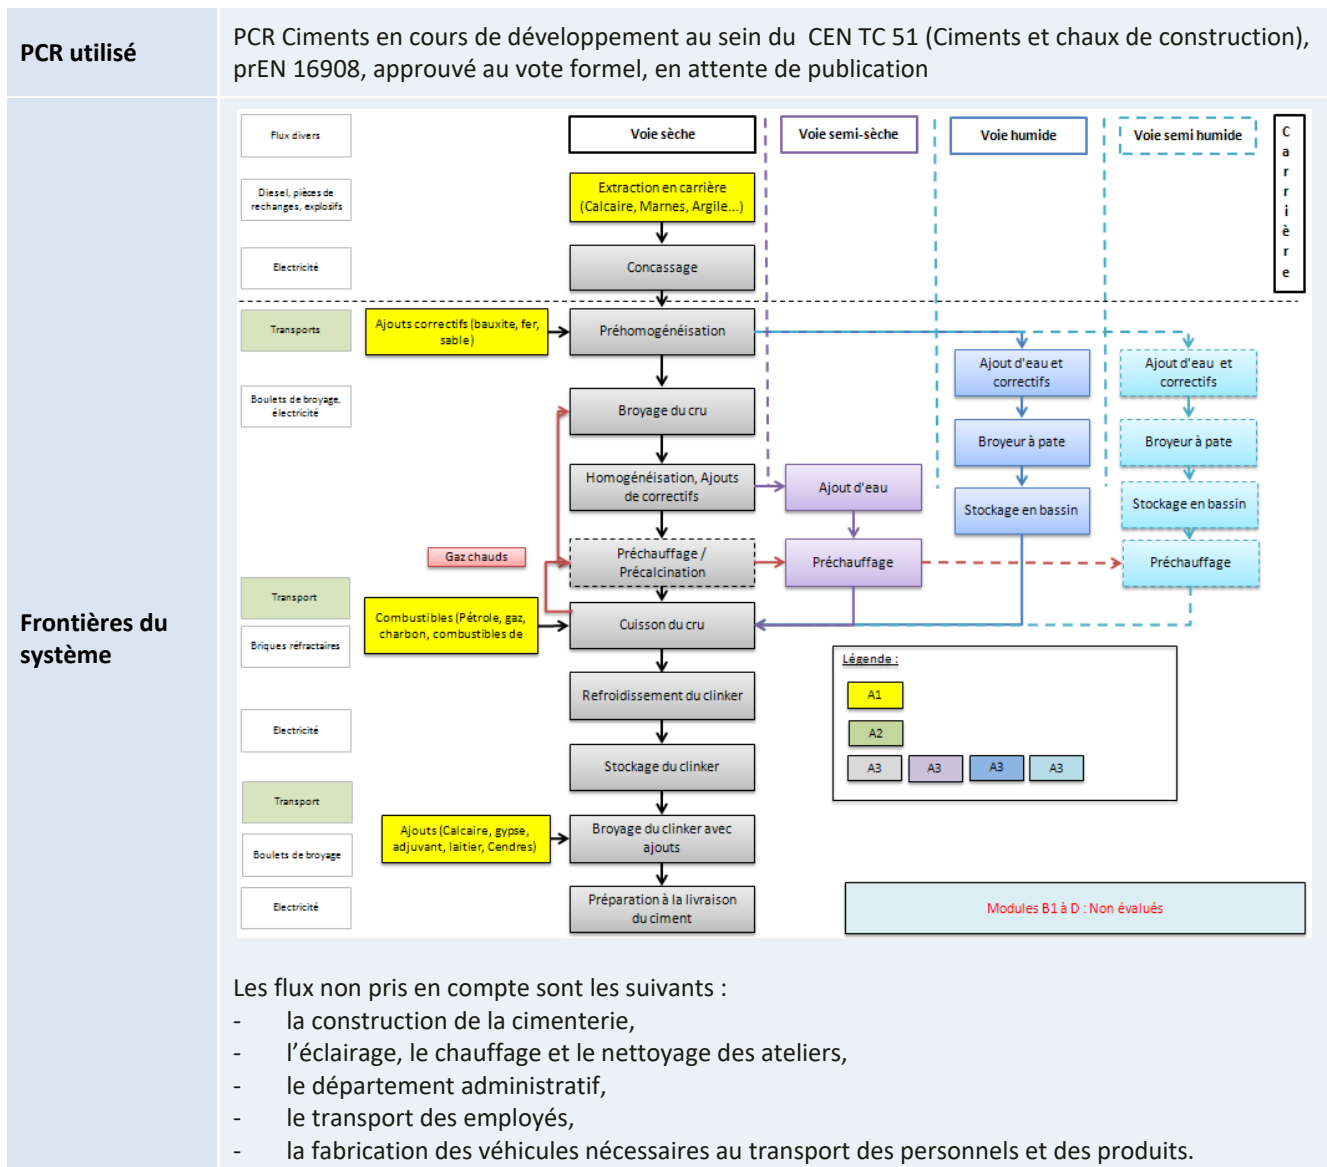 PCR utilisé
PCR Ciments en cours de développement au sein du CEN TC 51 (Ciments et chaux de construction),
prEN 16908, approuvé au vote formel, en attente de publication
Frontières du
système
Flux divers
Voie sèche
Voie semi-sèche
Voie humide
Voie semi humide
Carrière
Diesel, pièces de
rechanges, explosifs
Extraction en carrière
(Calcaire, Marnes, Argile...)
Electricité
Concassage
Transports
Ajouts correctifs (bauxite, fer,
sable)
Préhomogénéisation
Ajout d'eau et
correctifs
Ajout d'eau et
correctifs
Boulets de broyage,
électricité
Broyage du cru
Broyeur à pate
Broyeur à pate
Homogénéisation, Ajouts
de correctifs
Ajout d'eau
Stockage en bassin
Stockage en bassin
Gaz chauds
Préchauffage /
Précalcination
Préchauffage
Préchauffage
Transport
Combustibles (Pétrole, gaz,
charbon, combustibles de
Cuisson du cru
Briques réfractaires
Légende :
A1
A2
A3
A3
A3
A3
Refroidissement du clinker
Electricité
Stockage du clinker
Transport
Ajouts (Calcaire, gypse,
adjuvant, laitier, Cendres)
Broyage du clinker avec
ajouts
Boulets de broyage
Electricité
Préparation à la livraison
du ciment
Modules B1 à D : Non évalués
Les flux non pris en compte sont les suivants :
- la construction de la cimenterie,
- l’éclairage, le chauffage et le nettoyage des ateliers,
- le département administratif,
- le transport des employés,
- la fabrication des véhicules nécessaires au transport des personnels et des produits.